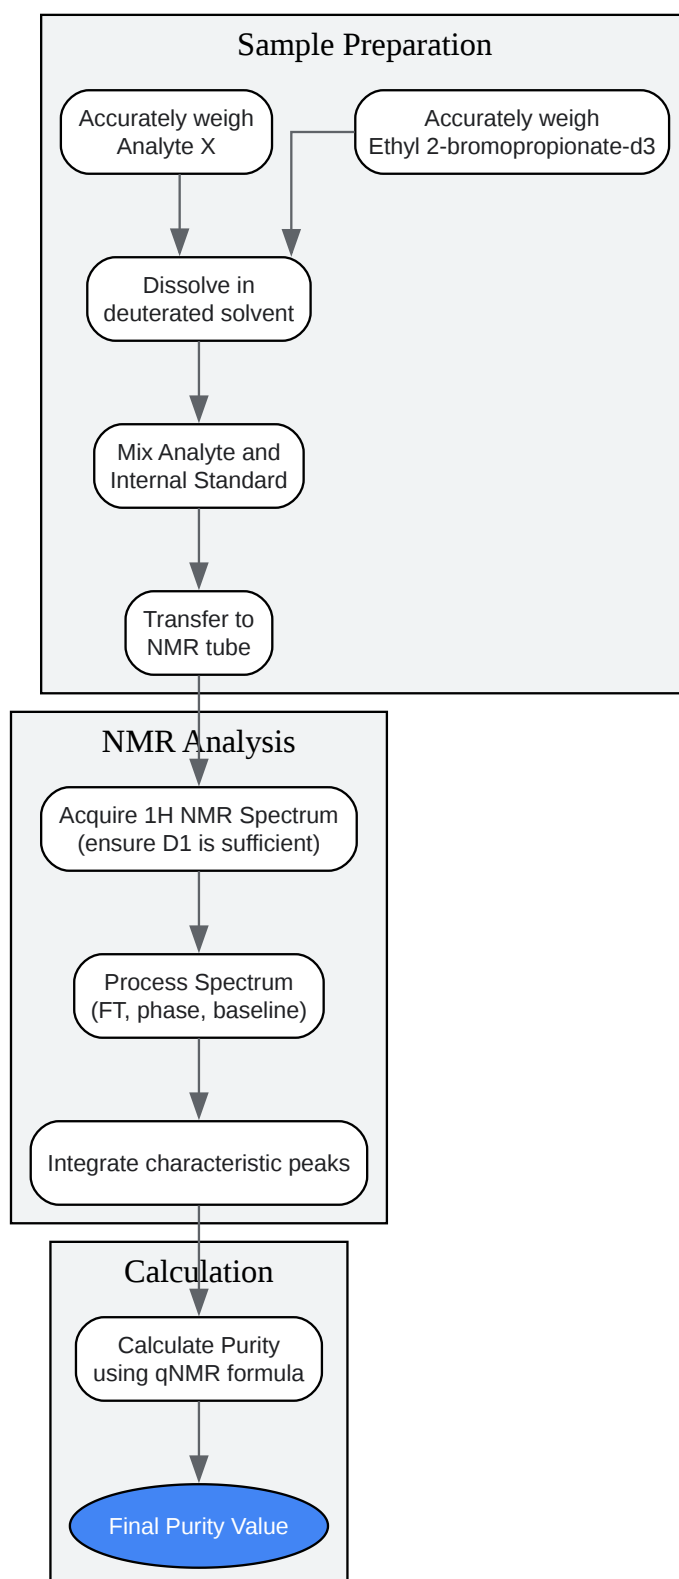 Sample Preparation
Accurately weigh
Analyte X
Accurately weigh
Ethyl 2-bromopropionate-d3
Dissolve in
deuterated solvent
Mix Analyte and
Internal Standard
Transfer to
NMR tube
NMR Analysis
Acquire 1H NMR Spectrum
(ensure D1 is sufficient)
Process Spectrum
(FT, phase, baseline)
Integrate characteristic peaks
Calculation
Calculate Purity
using qNMR formula
Final Purity Value